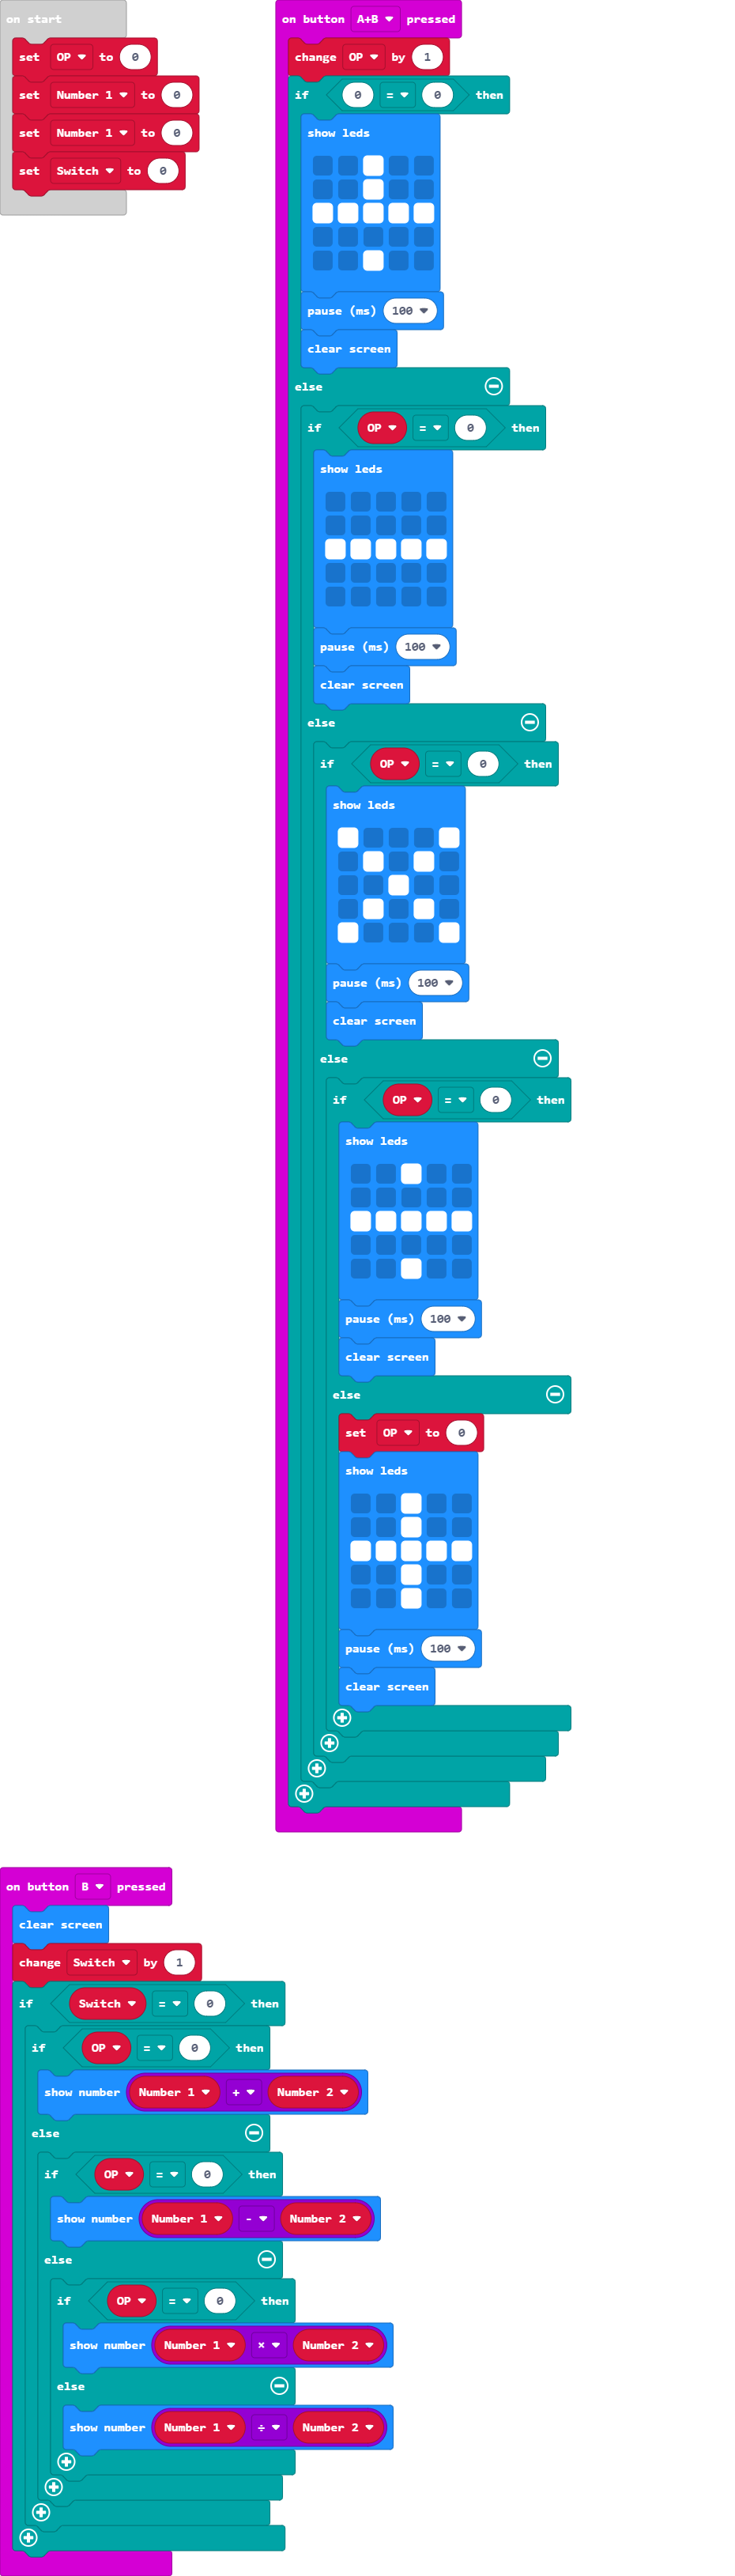 on start
set OP to 0
set Number 1 to 0
set Number 1 to 0
set Switch to 0
on button A+B pressed
change OP by 1
if 0 = 0 then
show leds
pause (ms) 100
clear screen
else
if OP = 0 then
show leds
pause (ms) 100
clear screen
else
if OP = 0 then
show leds
pause (ms) 100
clear screen
else
if OP = 0 then
show leds
pause (ms) 100
clear screen
else
set OP to 0
show leds
pause (ms) 100
clear screen
on button B pressed
clear screen
change Switch by 1
if Switch = 0 then
if OP = 0 then
show number Number 1 + Number 2
else
if OP = 0 then
show number Number 1 - Number 2
else
if OP = 0 then
show number Number 1 × Number 2
else
show number Number 1 ÷ Number 2